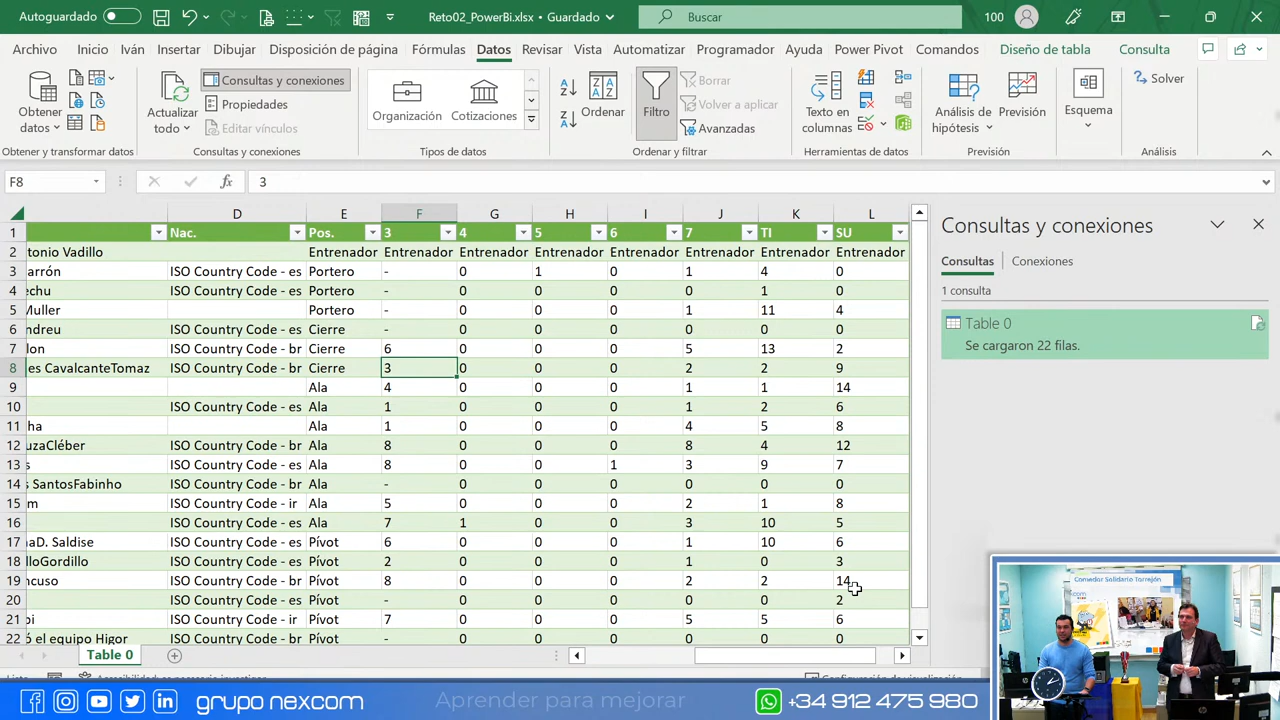 Autoguardado Reto02_PowerBi.xlsx • Guardado Buscar 100
Archivo Inicio Iván Insertar Dibujar Disposición de página Fórmulas Datos Revisar Vista Automatizar Programador Ayuda Power Pivot Comandos Diseño de tabla Consulta
Obtener datos
Actualizar todo
Consultas y conexiones
Propiedades
Editar vínculos
Organización Cotizaciones
Ordenar
Filtro
Borrar
Volver a aplicar
Avanzadas
Texto en columnas
Análisis de hipótesis
Previsión
Esquema
Solver
Obtener y transformar datos Consultas y conexiones Tipos de datos Ordenar y filtrar Herramientas de datos Previsión Análisis
F8 fx 3
D E F G H I J K L
1 Nac. Pos. 3 4 5 6 7 TI SU
2 tonio Vadillo Entrenador Entrenador Entrenador Entrenador Entrenador Entrenador Entrenador Entrenador
3 arrón ISO Country Code - es Portero - 0 1 0 1 4 0
4 echu ISO Country Code - es Portero - 0 0 0 0 1 0
5 Muller Portero - 0 0 0 1 11 4
6 ndreu ISO Country Code - es Cierre - 0 0 0 0 0 0
7 lon ISO Country Code - br Cierre 6 0 0 0 5 13 2
8 es CavalcanteTomaz ISO Country Code - br Cierre 3 0 0 0 2 2 9
9 Ala 4 0 0 0 1 1 14
10 ISO Country Code - es Ala 1 0 0 0 1 2 6
11 ha Ala 1 0 0 0 4 5 8
12 uzaCléber ISO Country Code - br Ala 8 0 0 0 8 4 12
13 s ISO Country Code - es Ala 8 0 0 1 3 9 7
14 s SantosFabinho ISO Country Code - br Ala - 0 0 0 0 0 0
15 m ISO Country Code - ir Ala 5 0 0 0 2 1 8
16 ISO Country Code - es Ala 7 1 0 0 3 10 5
17 naD. Saldise ISO Country Code - es Pívot 6 0 0 0 1 10 6
18 lloGordillo ISO Country Code - es Pívot 2 0 0 0 1 0 3
19 ncuso ISO Country Code - br Pívot 8 0 0 0 2 2 14
20 ISO Country Code - es Pívot - 0 0 0 0 0 2
21 bi ISO Country Code - ir Pívot 7 0 0 0 5 5 6
22 ó el equipo Higor ISO Country Code - br Pívot - 0 0 0 0 0 0
Table 0
Consultas y conexiones
Consultas Conexiones
1 consulta
Table 0
Se cargaron 22 filas.
Comedor Solidario Torrejón
grupo nexcom Aprender para mejorar +34 912 475 980